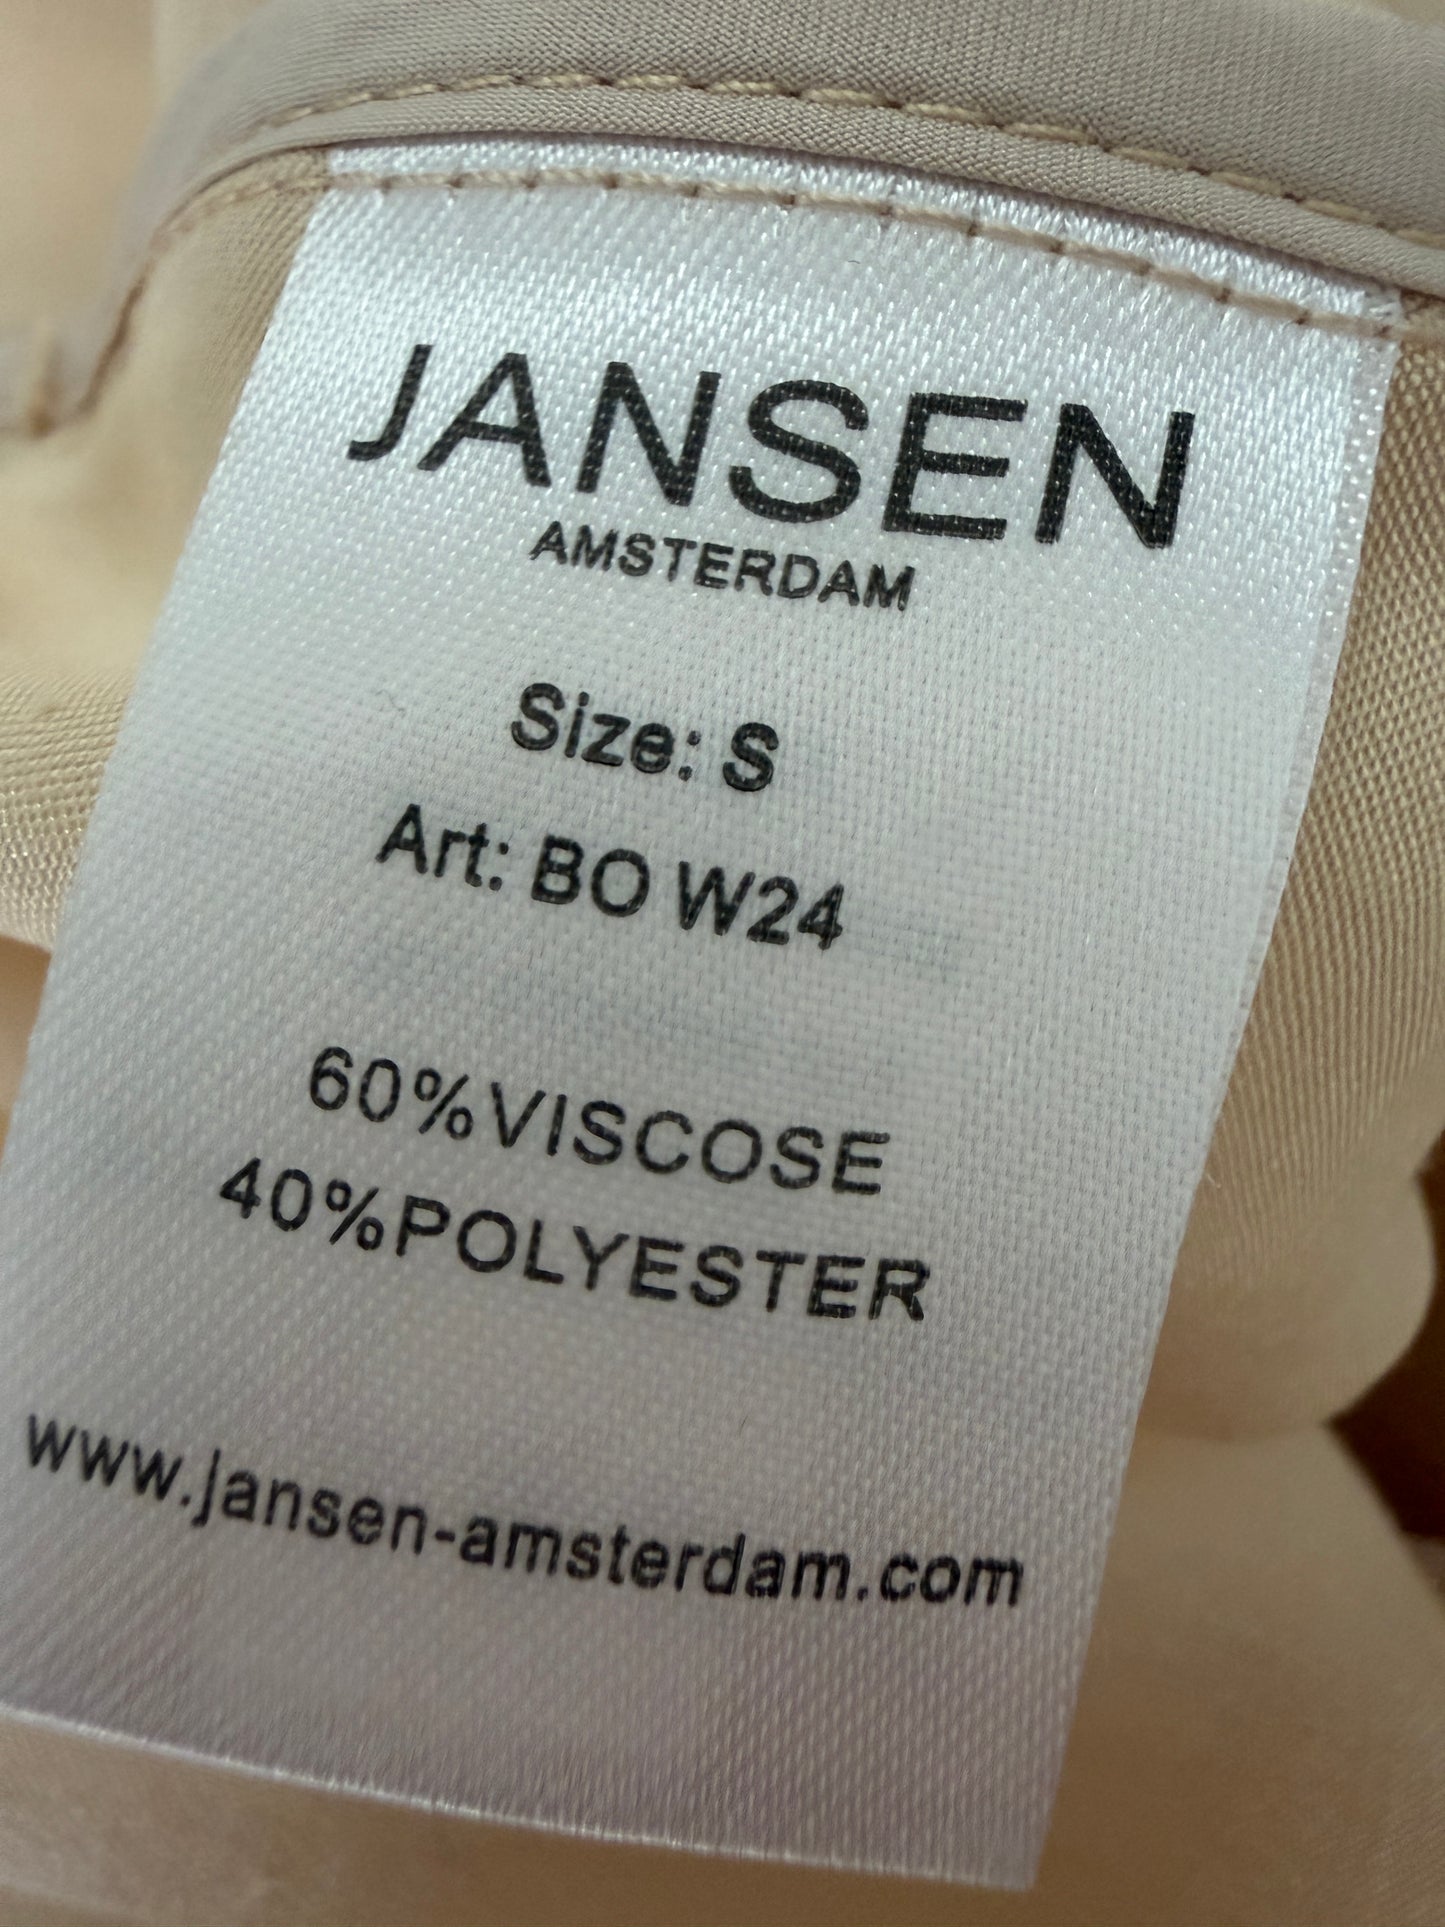 JANSEN
AMSTERDAM
Size: S
Art: BO W24
60%VISCOSE
40%POLYESTER
www.jansen-amsterdam.com